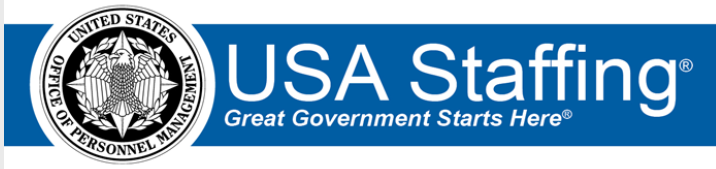 UNITED STATES
OFFICE OF PERSONNEL MANAGEMENT
USA Staffing®
Great Government Starts Here®